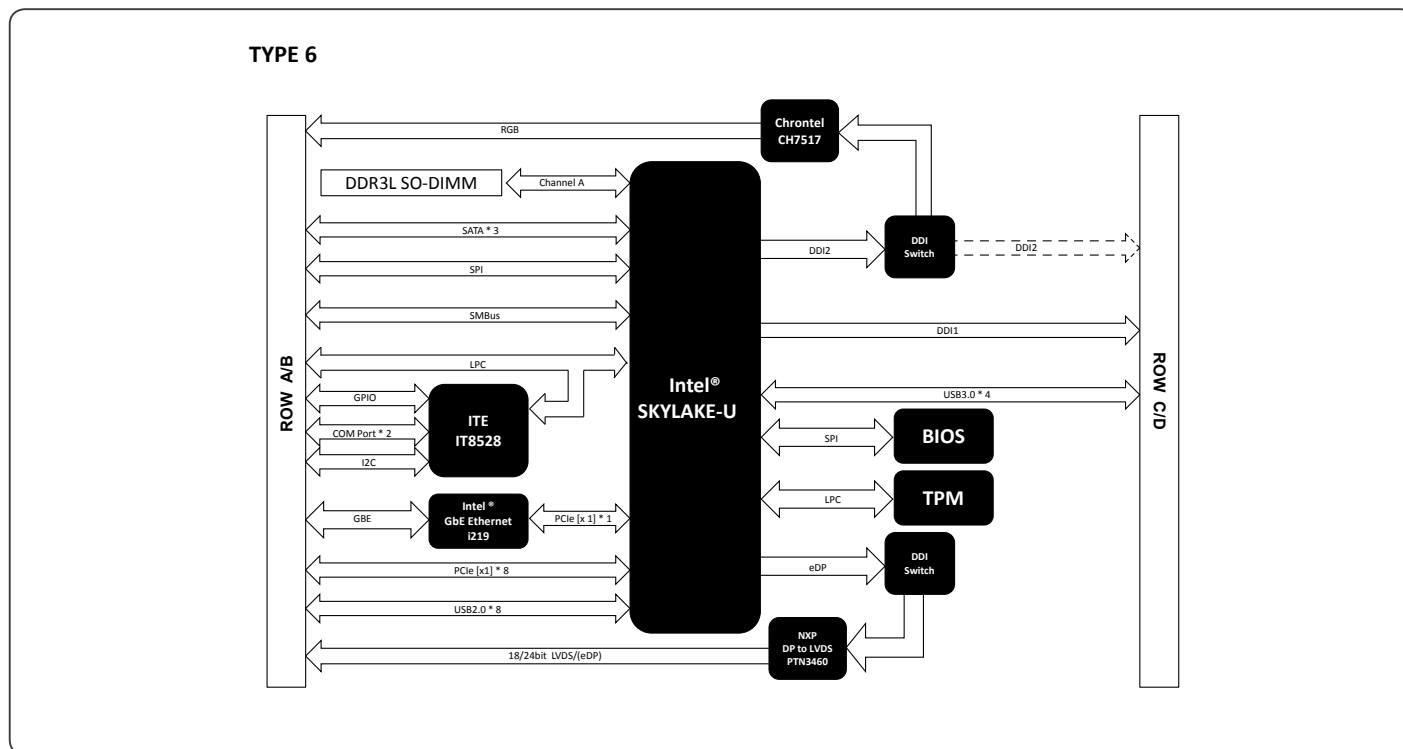 TYPE 6
Chrontel
CH7517
RGB
DDR3L SO-DIMM
Channel A
SATA * 3
DDI2
DDI
Switch
DDI2
SPI
SMBus
DDI1
LPC
ROW A/B
Intel®
SKYLAKE-U
ROW C/D
GPIO
ITE
IT8528
USB3.0 * 4
COM Port * 2
SPI
BIOS
I2C
LPC
TPM
GBE
Intel ®
GbE Ethernet
i219
PCIe [x 1] * 1
PCIe [x1] * 8
eDP
DDI
Switch
USB2.0 * 8
18/24bit LVDS/(eDP)
NXP
DP to LVDS
PTN3460